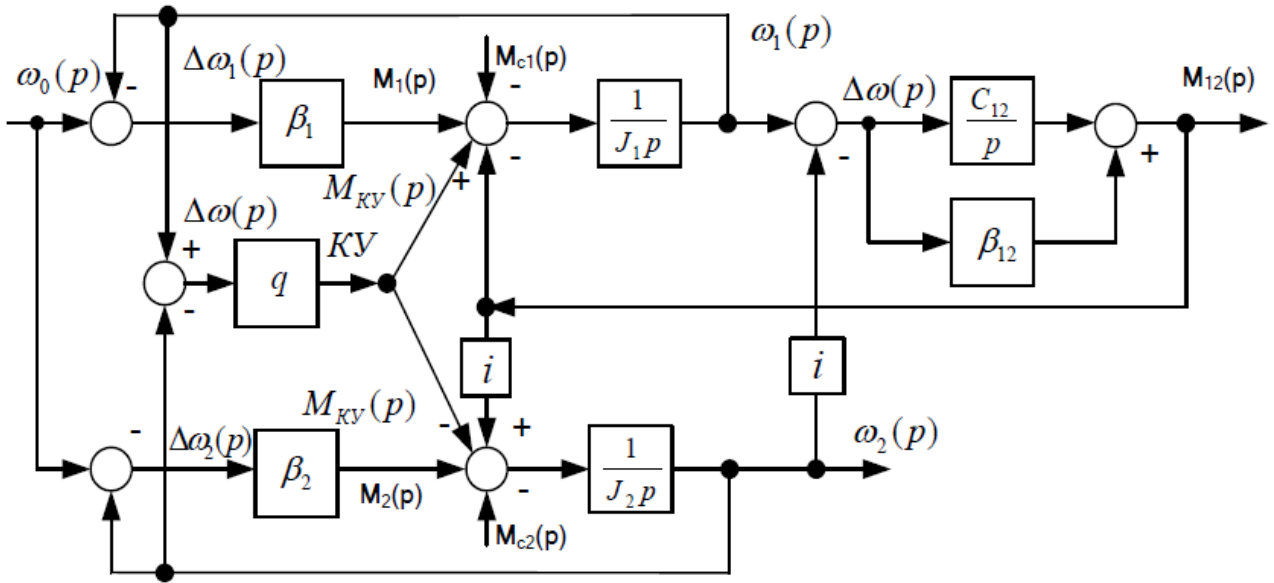 ω₁(p)
Δω₁(p)
M_c1(p)
ω₀(p)
-
M₁(p)
-
Δω(p)
M₁₂(p)
β₁
1
J₁p
C₁₂
p
-
-
+
M_КУ(p)
+
Δω(p)
КУ
+
q
β₁₂
-
i
i
M_КУ(p)
-
Δω₂(p)
-
+
ω₂(p)
β₂
1
J₂p
M₂(p)
-
M_c2(p)